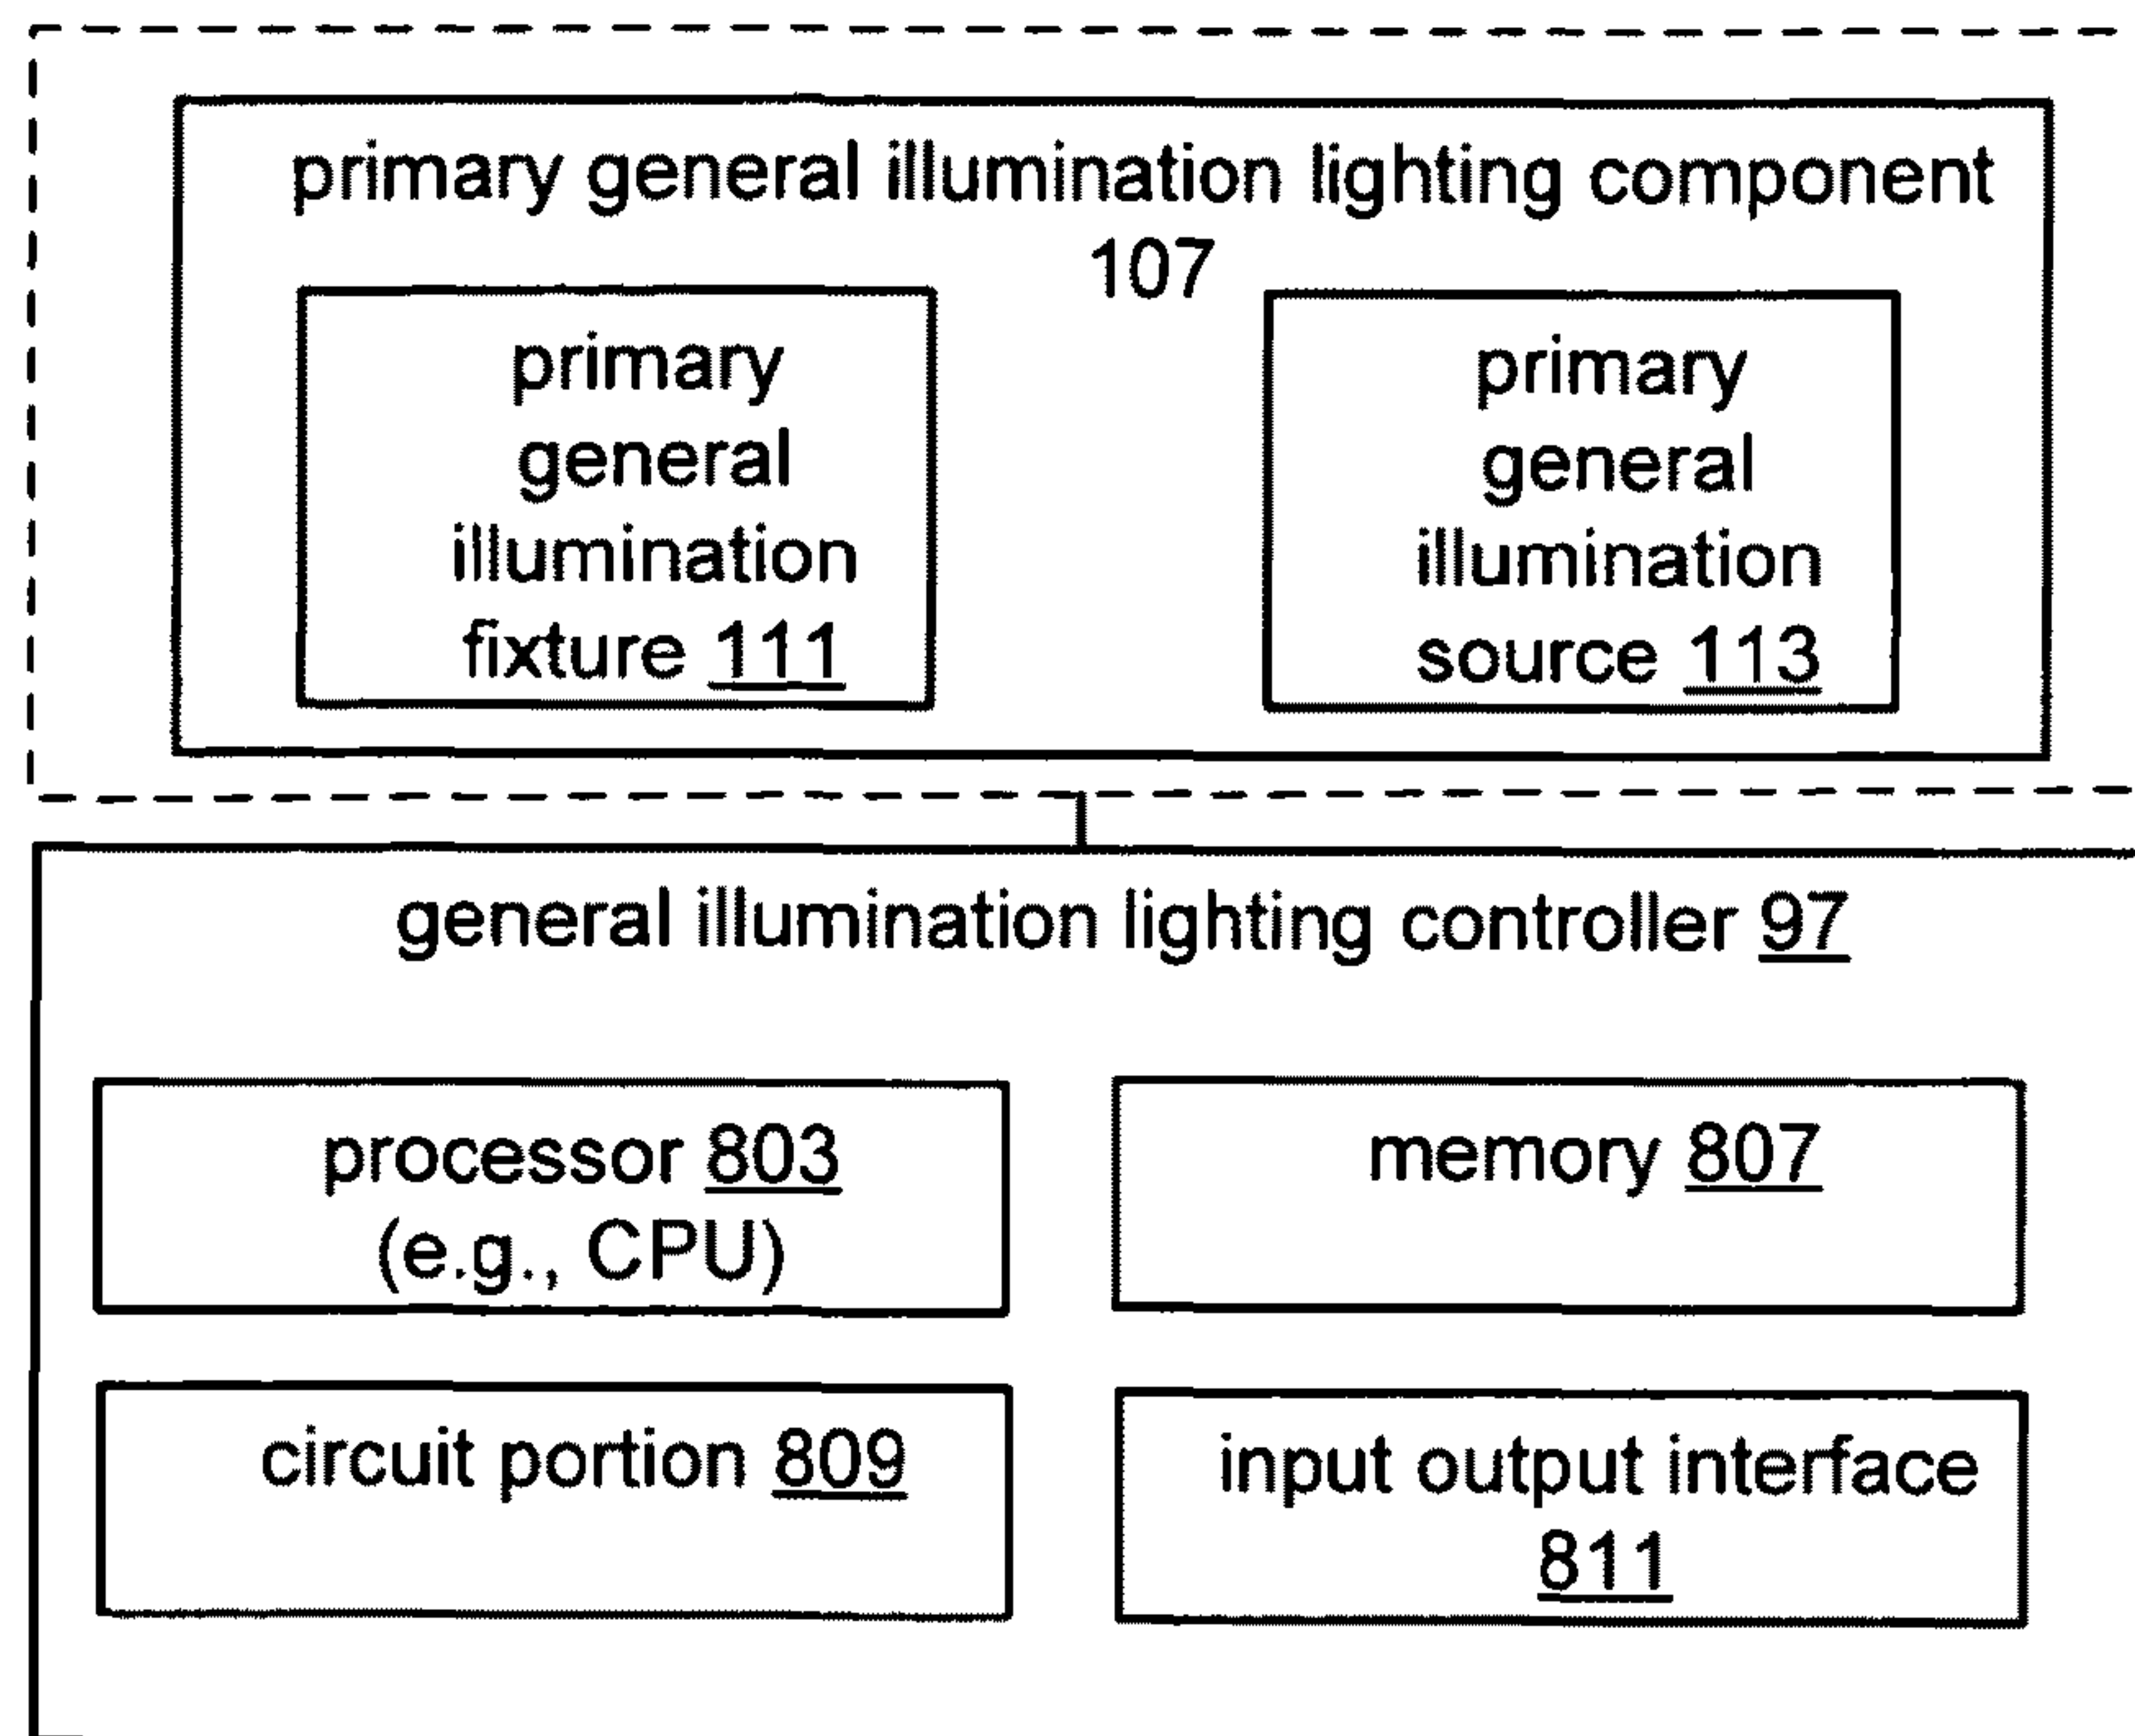 primary general illumination lighting component
107
primary
general
illumination
fixture 111
primary
general
illumination
source 113
general illumination lighting controller 97
processor 803
(e.g., CPU)
memory 807
circuit portion 809
input output interface
811